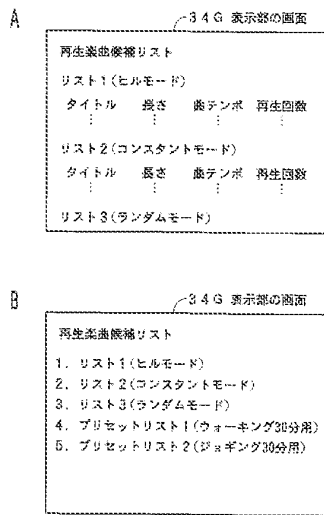 A
34G 表示部の画面
再生楽曲候補リスト
リスト1(ヒルモード)
タイトル 長さ 曲テンポ 再生回数
リスト2(コンスタントモード)
タイトル 長さ 曲テンポ 再生回数
リスト3(ランダムモード)
B
34G 表示部の画面
再生楽曲候補リスト
1. リスト1(ヒルモード)
2. リスト2(コンスタントモード)
3. リスト3(ランダムモード)
4. プリセットリスト1(ウォーキング30分用)
5. プリセットリスト2(ジョギング30分用)